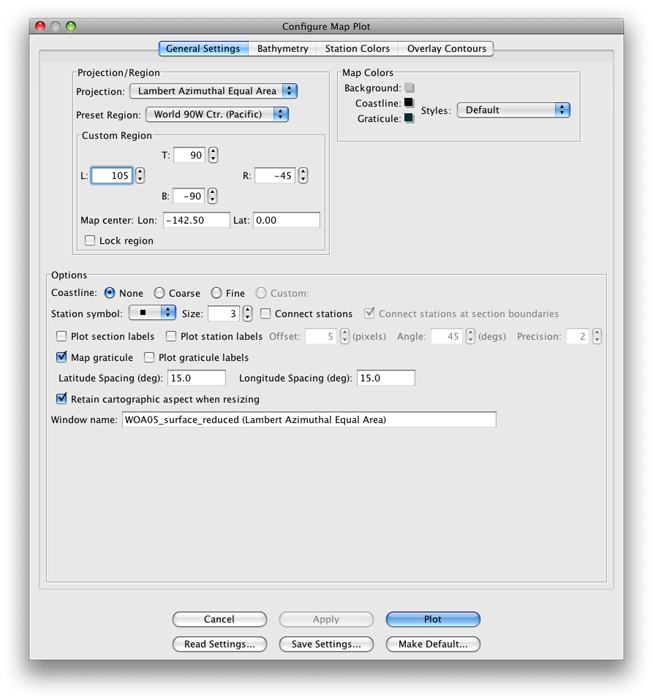 Configure Map Plot
General Settings Bathymetry Station Colors Overlay Contours
Projection/Region
Projection: Lambert Azimuthal Equal Area
Preset Region: World 90W Ctr. (Pacific)
Custom Region
T: 90
L: 105 R: -45
B: -90
Map center: Lon: -142.50 Lat: 0.00
Lock region
Map Colors
Background:
Coastline:
Graticule:
Styles: Default
Options
Coastline: None Coarse Fine Custom:
Station symbol: Size: 3 Connect stations Connect stations at section boundaries
Plot section labels Plot station labels Offset: 5 (pixels) Angle: 45 (degs) Precision: 2
Map graticule Plot graticule labels
Latitude Spacing (deg): 15.0 Longitude Spacing (deg): 15.0
Retain cartographic aspect when resizing
Window name: WOA05_surface_reduced (Lambert Azimuthal Equal Area)
Cancel Apply Plot
Read Settings... Save Settings... Make Default...